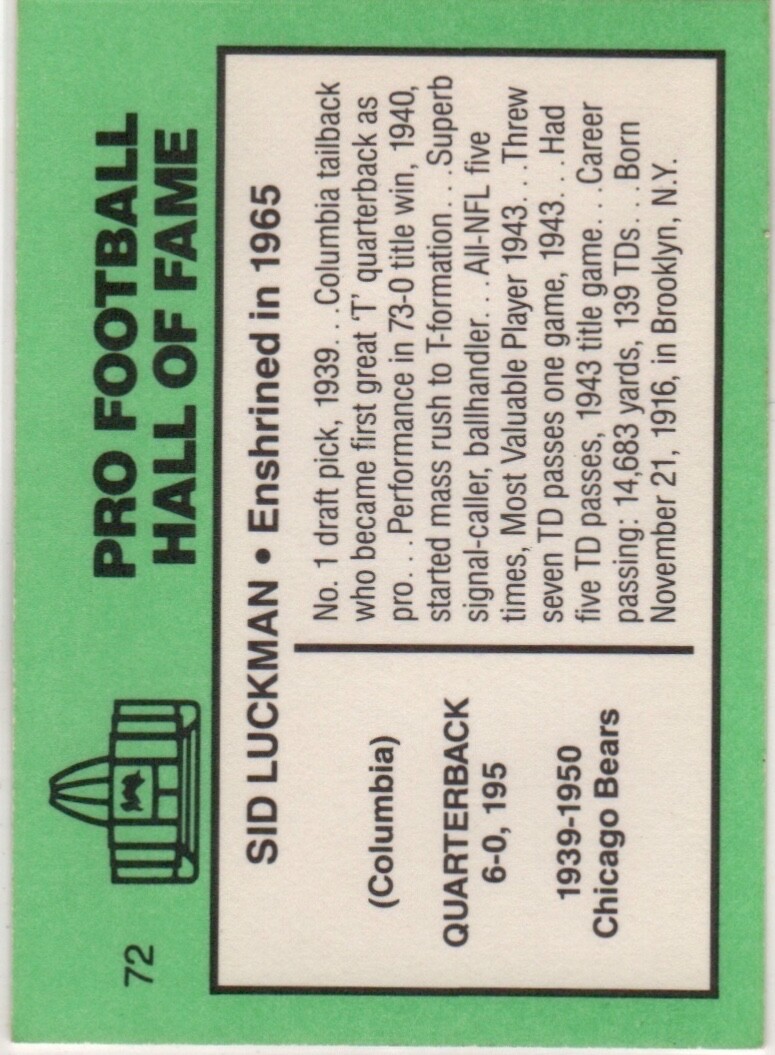 72
PRO FOOTBALL
HALL OF FAME
SID LUCKMAN • Enshrined in 1965
(Columbia)
QUARTERBACK
6-0, 195
1939-1950
Chicago Bears
No. 1 draft pick, 1939. . .Columbia tailback
who became first great 'T' quarterback as
pro. . .Performance in 73-0 title win, 1940,
started mass rush to T-formation. . .Superb
signal-caller, ballhandler. . .All-NFL five
times, Most Valuable Player 1943. . .Threw
seven TD passes one game, 1943. . .Had
five TD passes, 1943 title game. . .Career
passing: 14,683 yards, 139 TDs. . .Born
November 21, 1916, in Brooklyn, N.Y.